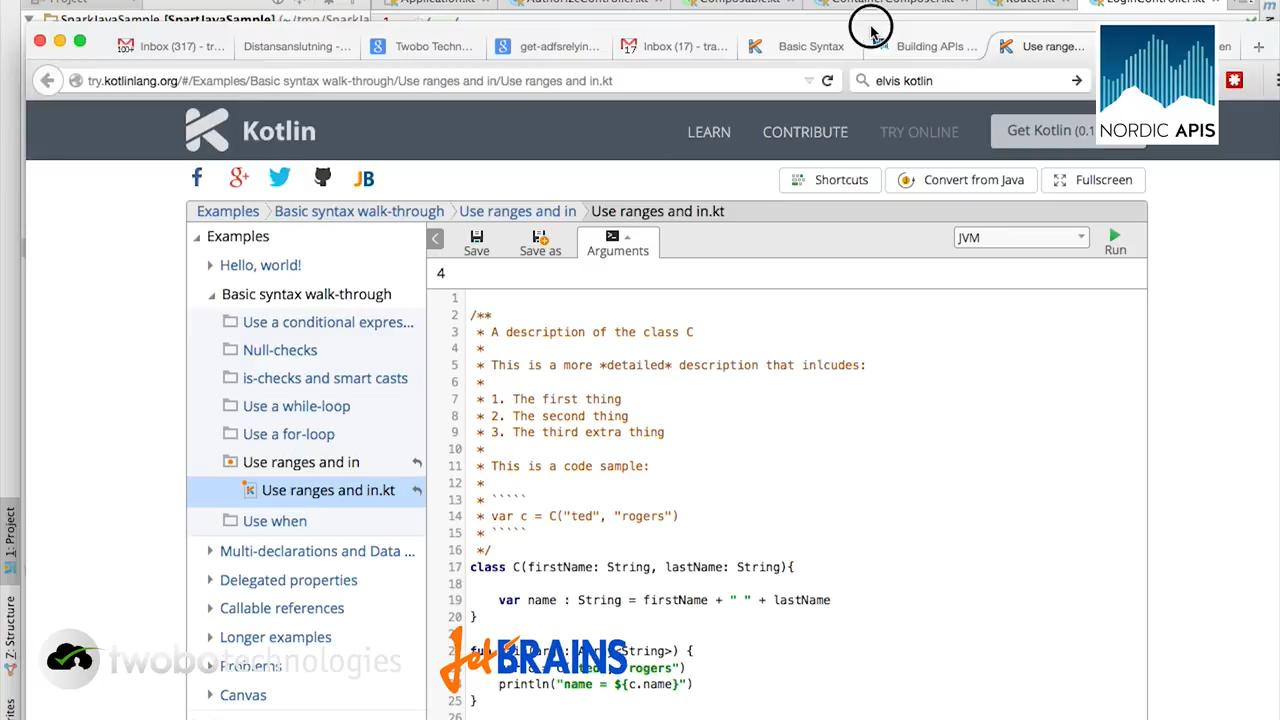 SparkJavaSample [SpartJavaSample]
Inbox (317) - tr...
Distansanslutning - ...
Twobo Techn...
get-adfsrelyin...
Inbox (17) - tra...
Basic Syntax
Building APIs ...
Use range...
try.kotlinlang.org/#/Examples/Basic syntax walk-through/Use ranges and in/Use ranges and in.kt
elvis kotlin
NORDIC APIS
Kotlin
LEARN
CONTRIBUTE
TRY ONLINE
Get Kotlin (0.1
Shortcuts
Convert from Java
Fullscreen
Examples
Basic syntax walk-through
Use ranges and in
Use ranges and in.kt
Examples
Hello, world!
Basic syntax walk-through
Use a conditional expres...
Null-checks
is-checks and smart casts
Use a while-loop
Use a for-loop
Use ranges and in
Use ranges and in.kt
Use when
Multi-declarations and Data ...
Delegated properties
Callable references
Longer examples
Problems
Canvas
Save
Save as
Arguments
JVM
Run
4
1
2 /**
3 * A description of the class C
4 *
5 * This is a more *detailed* description that inlcudes:
6 *
7 * 1. The first thing
8 * 2. The second thing
9 * 3. The third extra thing
10 *
11 * This is a code sample:
12 *
13 * `````
14 * var c = C("ted", "rogers")
15 * `````
16 */
17 class C(firstName: String, lastName: String){
18
19 var name : String = firstName + " " + lastName
20 }
rogers")
println("name = ${c.name}")
25 }
26
1: Project
7: Structure
twobotechnologies
JetBRAINS